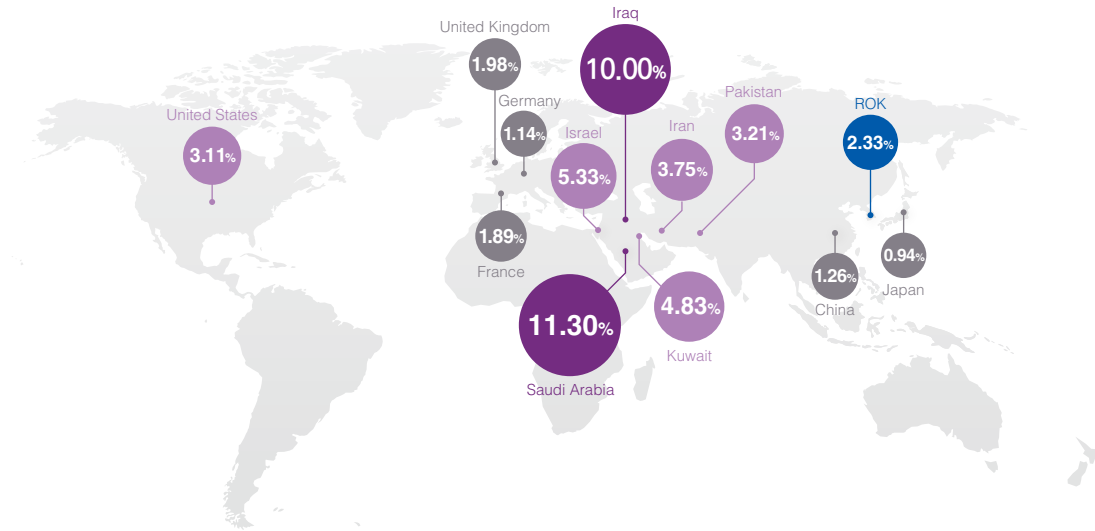 Iraq
10.00%
United Kingdom
1.98%
Germany
1.14%
United States
3.11%
Israel
5.33%
Iran
3.75%
Pakistan
3.21%
ROK
2.33%
1.89%
France
11.30%
Saudi Arabia
4.83%
Kuwait
1.26%
China
0.94%
Japan